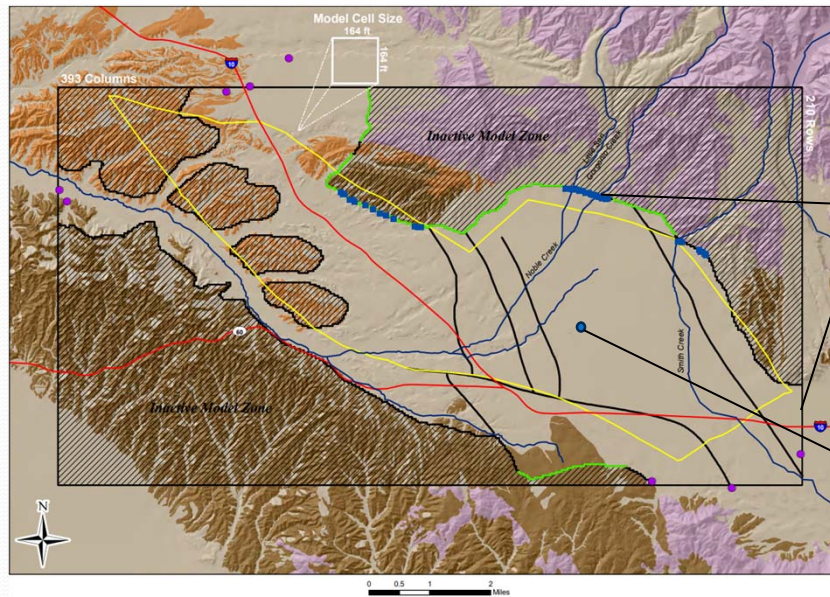 Model Cell Size
164 ft
164 ft
10
393 Columns
210 Rows
Inactive Model Zone
Little San
Gorgonio Creek
Noble Creek
Smith Creek
60
Inactive Model Zone
10
N
0 0.5 1 2
Miles